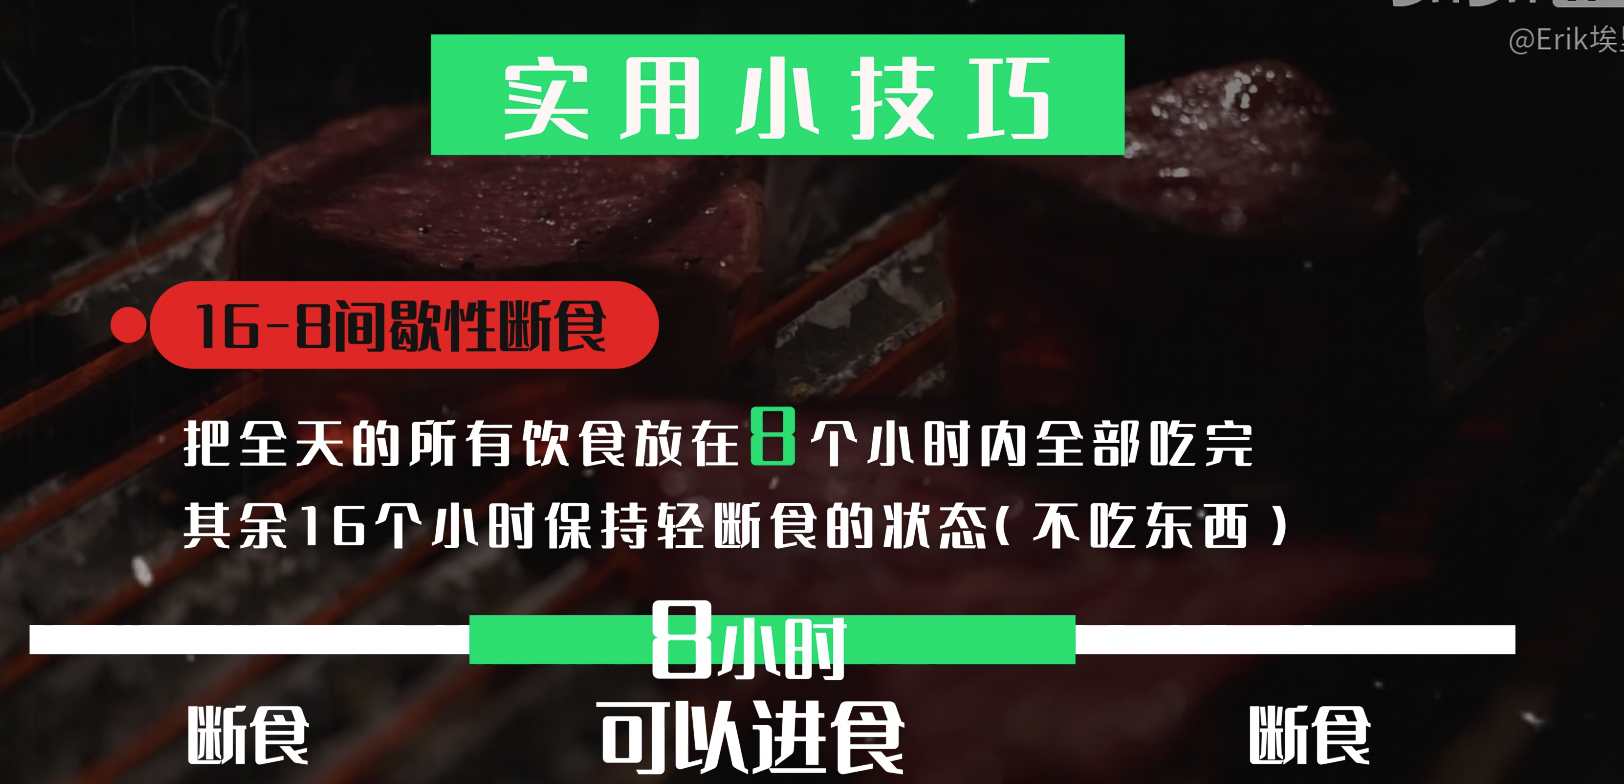 @Erik埃
实用小技巧
16-8间歇性断食
把全天的所有饮食放在8个小时内全部吃完
其余16个小时保持轻断食的状态(不吃东西)
8小时
断食 可以进食 断食